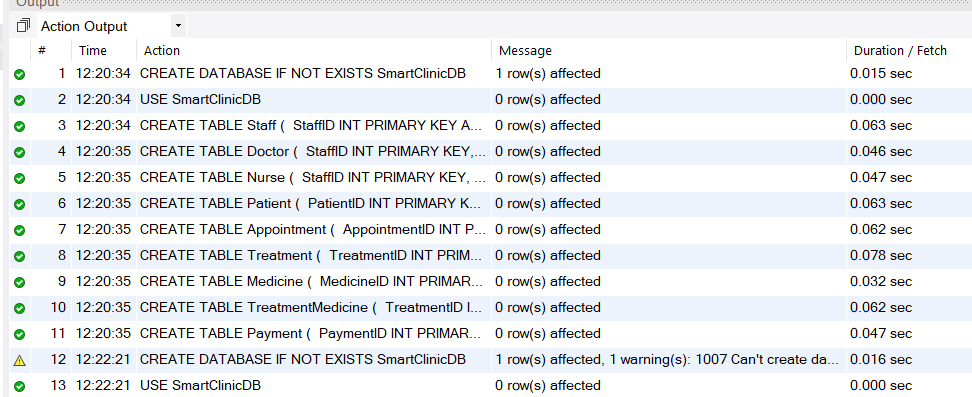 Output
Action Output
# Time Action Message Duration / Fetch
1 12:20:34 CREATE DATABASE IF NOT EXISTS SmartClinicDB 1 row(s) affected 0.015 sec
2 12:20:34 USE SmartClinicDB 0 row(s) affected 0.000 sec
3 12:20:34 CREATE TABLE Staff ( StaffID INT PRIMARY KEY A... 0 row(s) affected 0.063 sec
4 12:20:35 CREATE TABLE Doctor ( StaffID INT PRIMARY KEY,... 0 row(s) affected 0.046 sec
5 12:20:35 CREATE TABLE Nurse ( StaffID INT PRIMARY KEY, ... 0 row(s) affected 0.047 sec
6 12:20:35 CREATE TABLE Patient ( PatientID INT PRIMARY K... 0 row(s) affected 0.063 sec
7 12:20:35 CREATE TABLE Appointment ( AppointmentID INT P... 0 row(s) affected 0.062 sec
8 12:20:35 CREATE TABLE Treatment ( TreatmentID INT PRIM... 0 row(s) affected 0.078 sec
9 12:20:35 CREATE TABLE Medicine ( MedicineID INT PRIMAR... 0 row(s) affected 0.032 sec
10 12:20:35 CREATE TABLE TreatmentMedicine ( TreatmentID I... 0 row(s) affected 0.062 sec
11 12:20:35 CREATE TABLE Payment ( PaymentID INT PRIMAR... 0 row(s) affected 0.047 sec
12 12:22:21 CREATE DATABASE IF NOT EXISTS SmartClinicDB 1 row(s) affected, 1 warning(s): 1007 Can't create da... 0.016 sec
13 12:22:21 USE SmartClinicDB 0 row(s) affected 0.000 sec